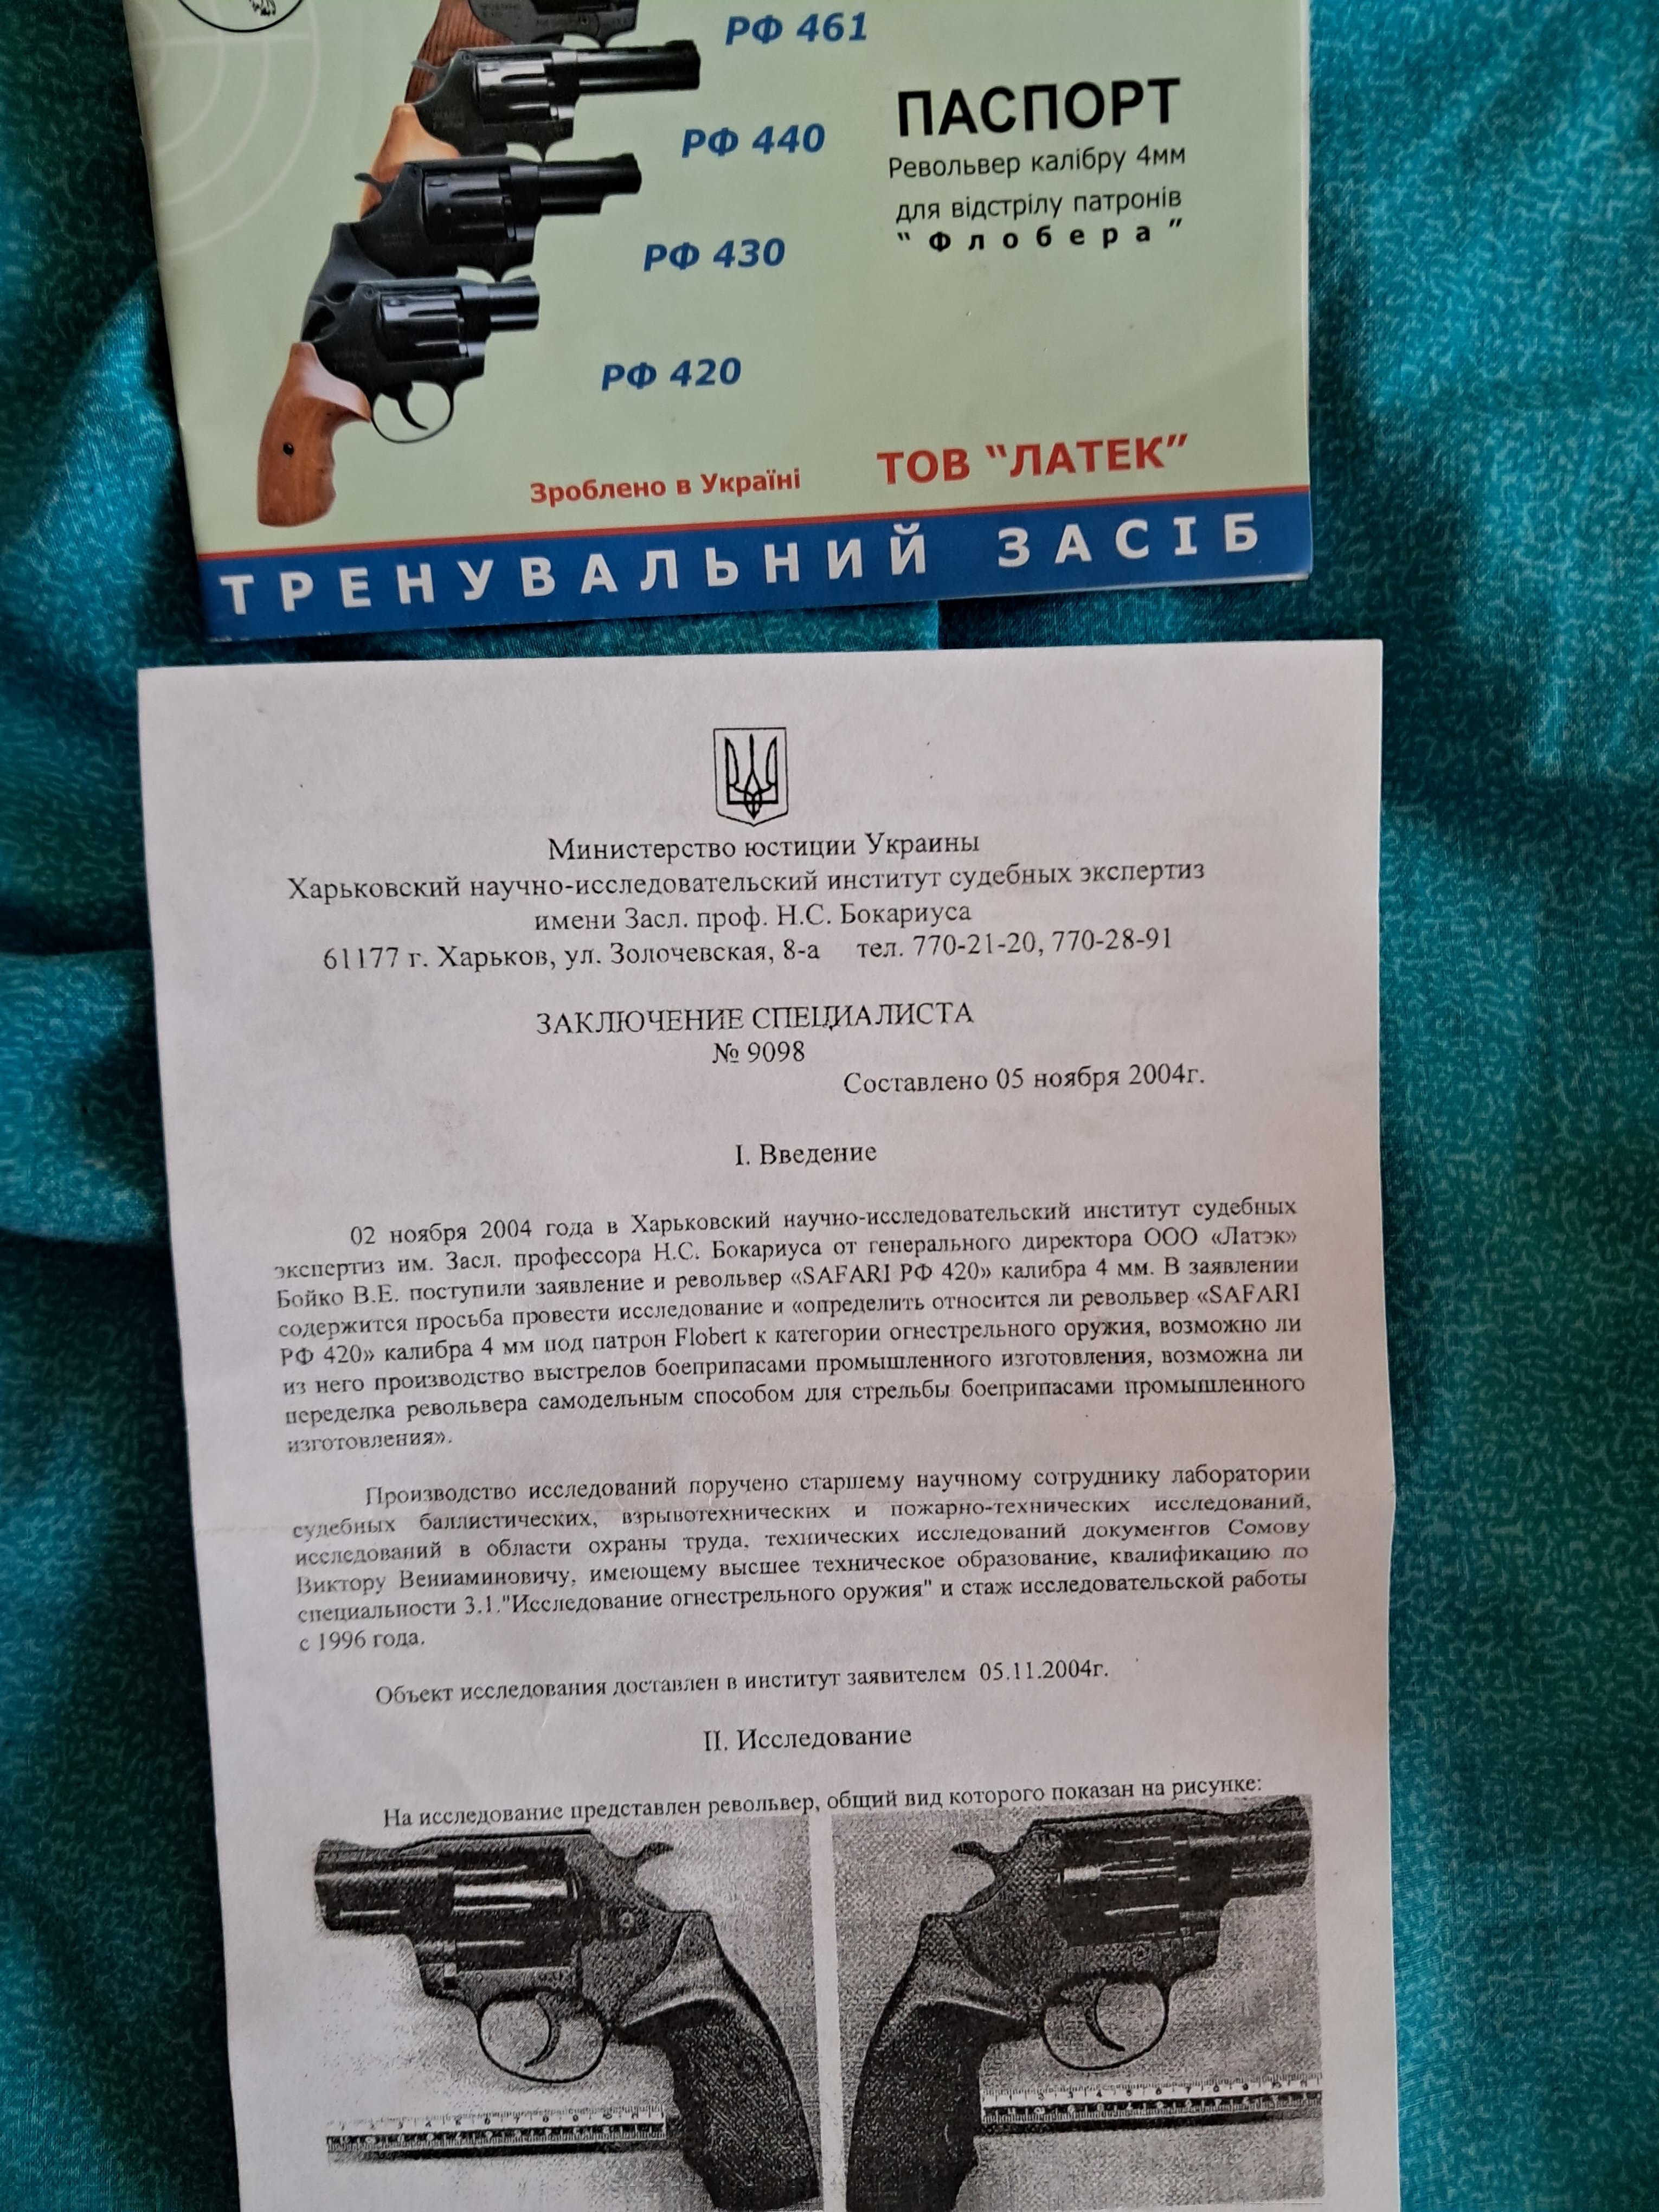 РФ 461
РФ 440
РФ 430
РФ 420
ПАСПОРТ
Револьвер калібру 4мм
для відстрілу патронів
“Флобера”
Зроблено в Україні
ТОВ “ЛАТЕК”
ТРЕНУВАЛЬНИЙ ЗАСІБ
Министерство юстиции Украины
Харьковский научно-исследовательский институт судебных экспертиз
имени Засл. проф. Н.С. Бокариуса
61177 г. Харьков, ул. Золочевская, 8-а тел. 770-21-20, 770-28-91
ЗАКЛЮЧЕНИЕ СПЕЦИАЛИСТА
№ 9098
Составлено 05 ноября 2004г.
I. Введение
02 ноября 2004 года в Харьковский научно-исследовательский институт судебных
экспертиз им. Засл. профессора Н.С. Бокариуса от генерального директора ООО «Латэк»
Бойко В.Е. поступили заявление и револьвер «SAFARI РФ 420» калибра 4 мм. В заявлении
содержится просьба провести исследование и «определить относится ли револьвер «SAFARI
РФ 420» калибра 4 мм под патрон Flobert к категории огнестрельного оружия, возможно ли
из него производство выстрелов боеприпасами промышленного изготовления, возможна ли
переделка револьвера самодельным способом для стрельбы боеприпасами промышленного
изготовления».
Производство исследований поручено старшему научному сотруднику лаборатории
судебных баллистических, взрывотехнических и пожарно-технических исследований,
исследований в области охраны труда, технических исследований документов Сомову
Виктору Вениаминовичу, имеющему высшее техническое образование, квалификацию по
специальности 3.1."Исследование огнестрельного оружия" и стаж исследовательской работы
с 1996 года.
Объект исследования доставлен в институт заявителем 05.11.2004г.
II. Исследование
На исследование представлен револьвер, общий вид которого показан на рисунке: